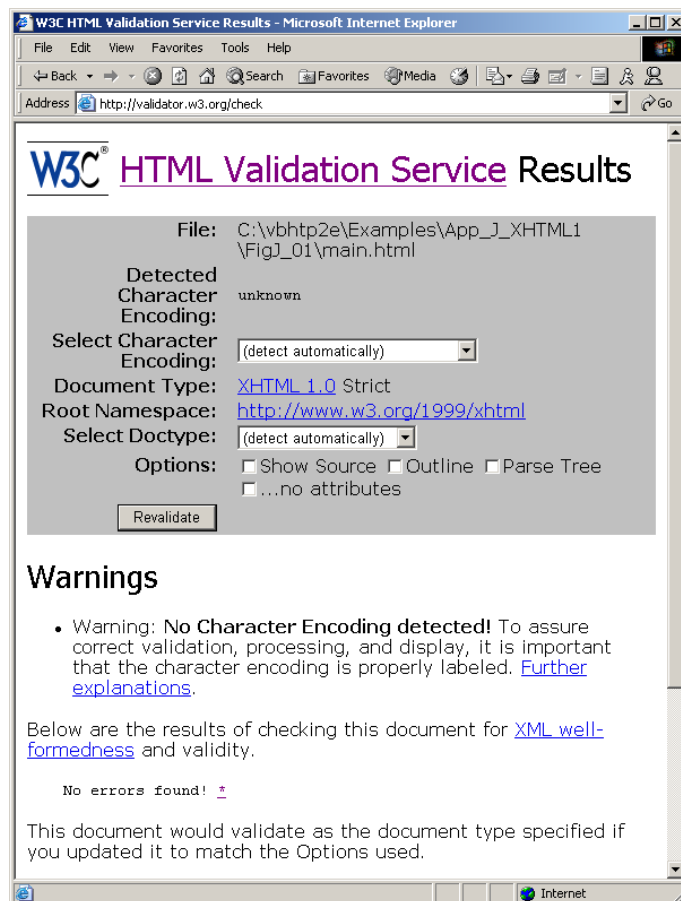 W3C HTML Validation Service Results - Microsoft Internet Explorer
File Edit View Favorites Tools Help
Back Search Favorites Media
Address http://validator.w3.org/check Go
W3C® HTML Validation Service Results
File: C:\vbhtp2e\Examples\App_J_XHTML1
\FigJ_01\main.html
Detected
Character
Encoding: unknown
Select Character
Encoding: (detect automatically)
Document Type: XHTML 1.0 Strict
Root Namespace: http://www.w3.org/1999/xhtml
Select Doctype: (detect automatically)
Options: Show Source Outline Parse Tree
...no attributes
Revalidate
Warnings
• Warning: No Character Encoding detected! To assure
correct validation, processing, and display, it is important
that the character encoding is properly labeled. Further
explanations.
Below are the results of checking this document for XML well-
formedness and validity.
No errors found! *
This document would validate as the document type specified if
you updated it to match the Options used.
Internet